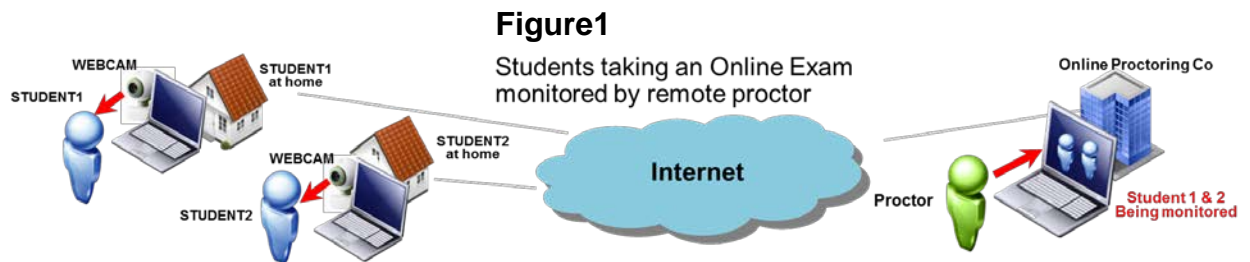 Figure1
Students taking an Online Exam
monitored by remote proctor
WEBCAM
STUDENT1
at home
STUDENT1
WEBCAM
STUDENT2
at home
STUDENT2
Internet
Online Proctoring Co
Proctor
Student 1 & 2
Being monitored